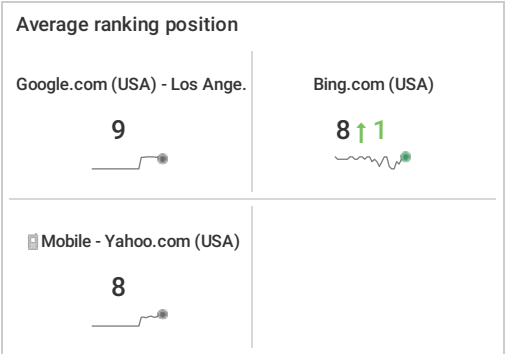 Average ranking position
Google.com (USA) - Los Ange.
Bing.com (USA)
9
8 ↑ 1
Mobile - Yahoo.com (USA)
8